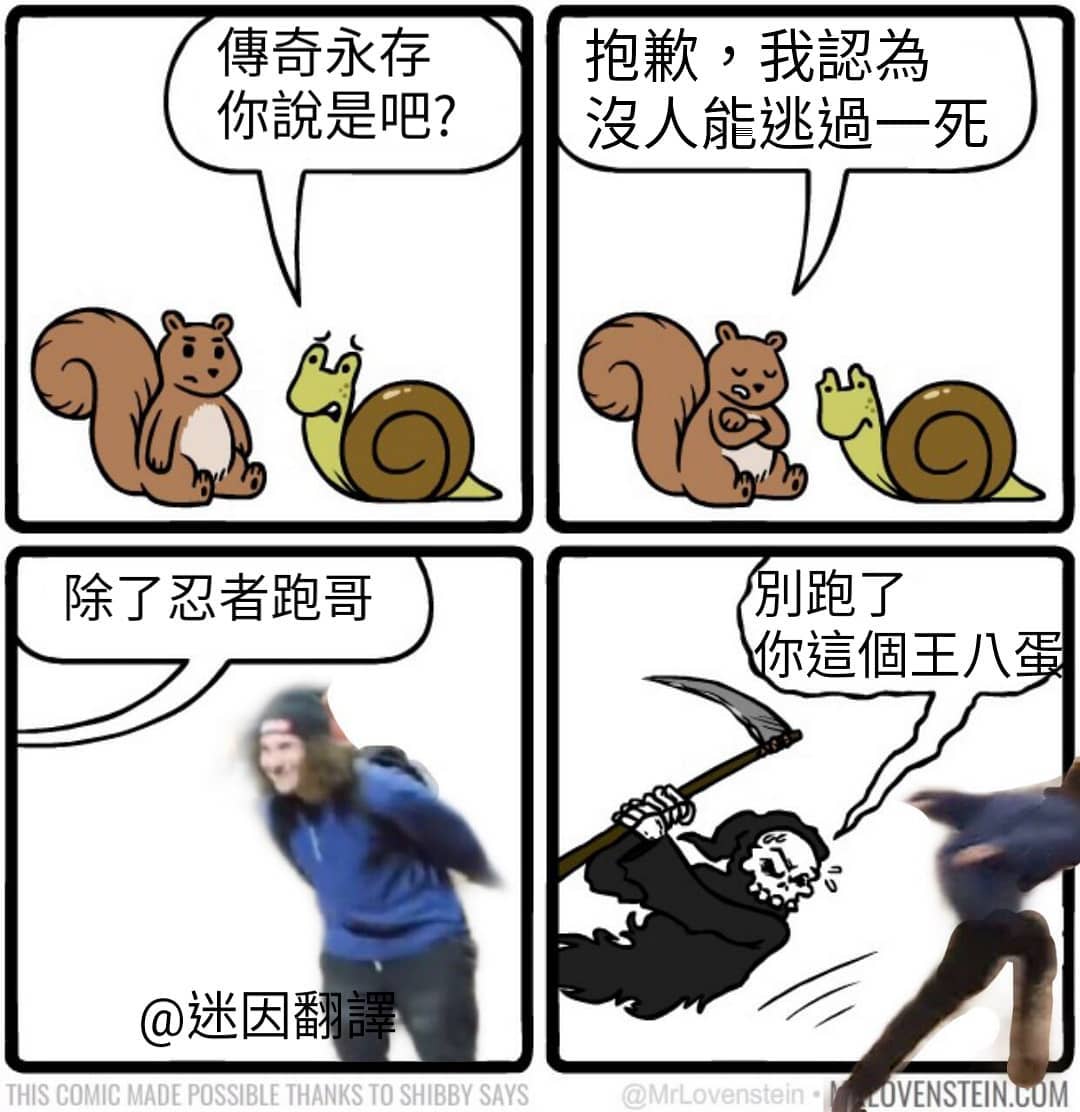 傳奇永存
你說是吧?
抱歉，我認為
沒人能逃過一死
除了忍者跑哥
別跑了
你這個王八蛋
@迷因翻譯
THIS COMIC MADE POSSIBLE THANKS TO SHIBBY SAYS
@MrLovenstein • M LOVENSTEIN.COM